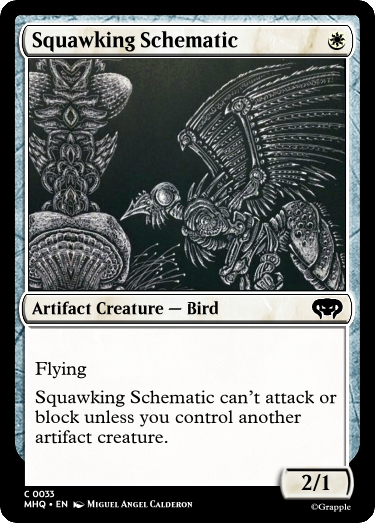 Squawking Schematic
Artifact Creature — Bird
Flying
Squawking Schematic can't attack or
block unless you control another
artifact creature.
2/1
C 0033
MHQ • EN Miguel Angel Calderon
©Grapple